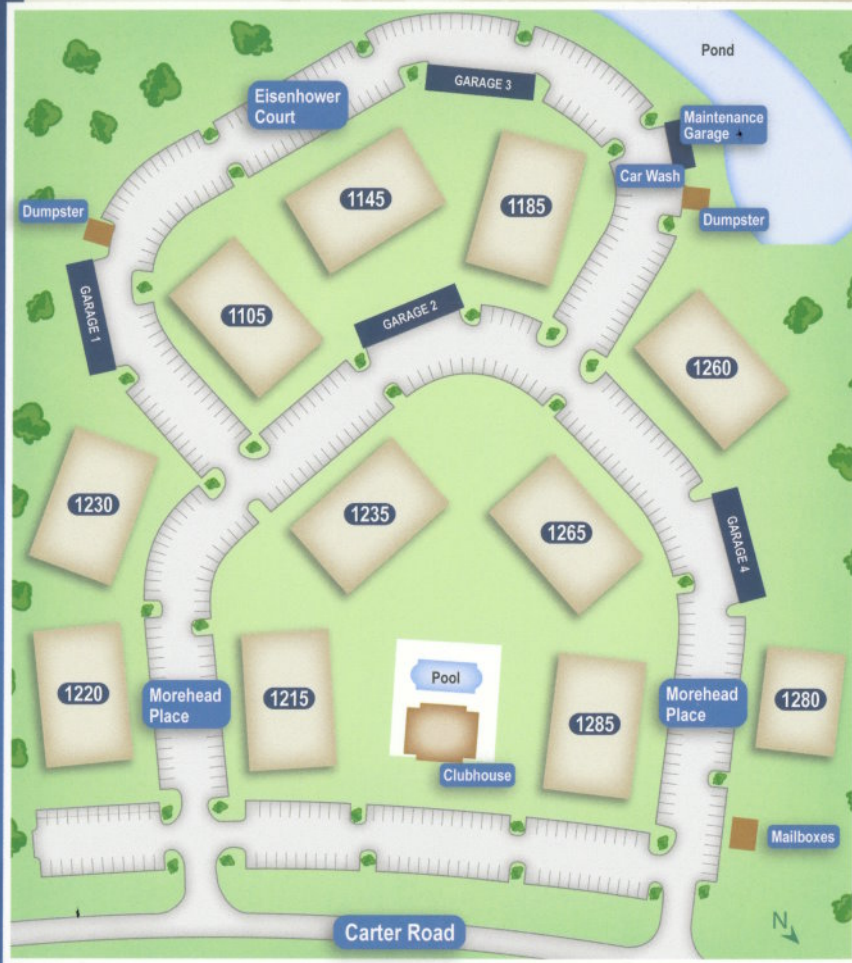 Pond
GARAGE 3
Eisenhower
Court
Maintenance
Garage
Car Wash
1145
1185
Dumpster
Dumpster
GARAGE 1
1105
GARAGE 2
1260
1230
1235
1265
GARAGE 4
1220
Morehead
Place
1215
Pool
1285
Morehead
Place
1280
Clubhouse
Mailboxes
Carter Road
N